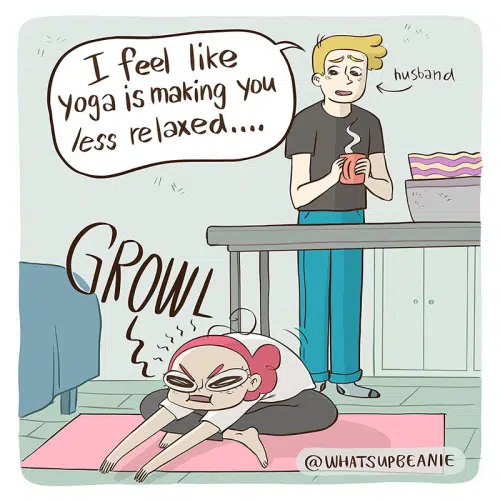 I feel like
yoga is making you
less relaxed....
husband
GROWL
@WHATSUPBEANIE